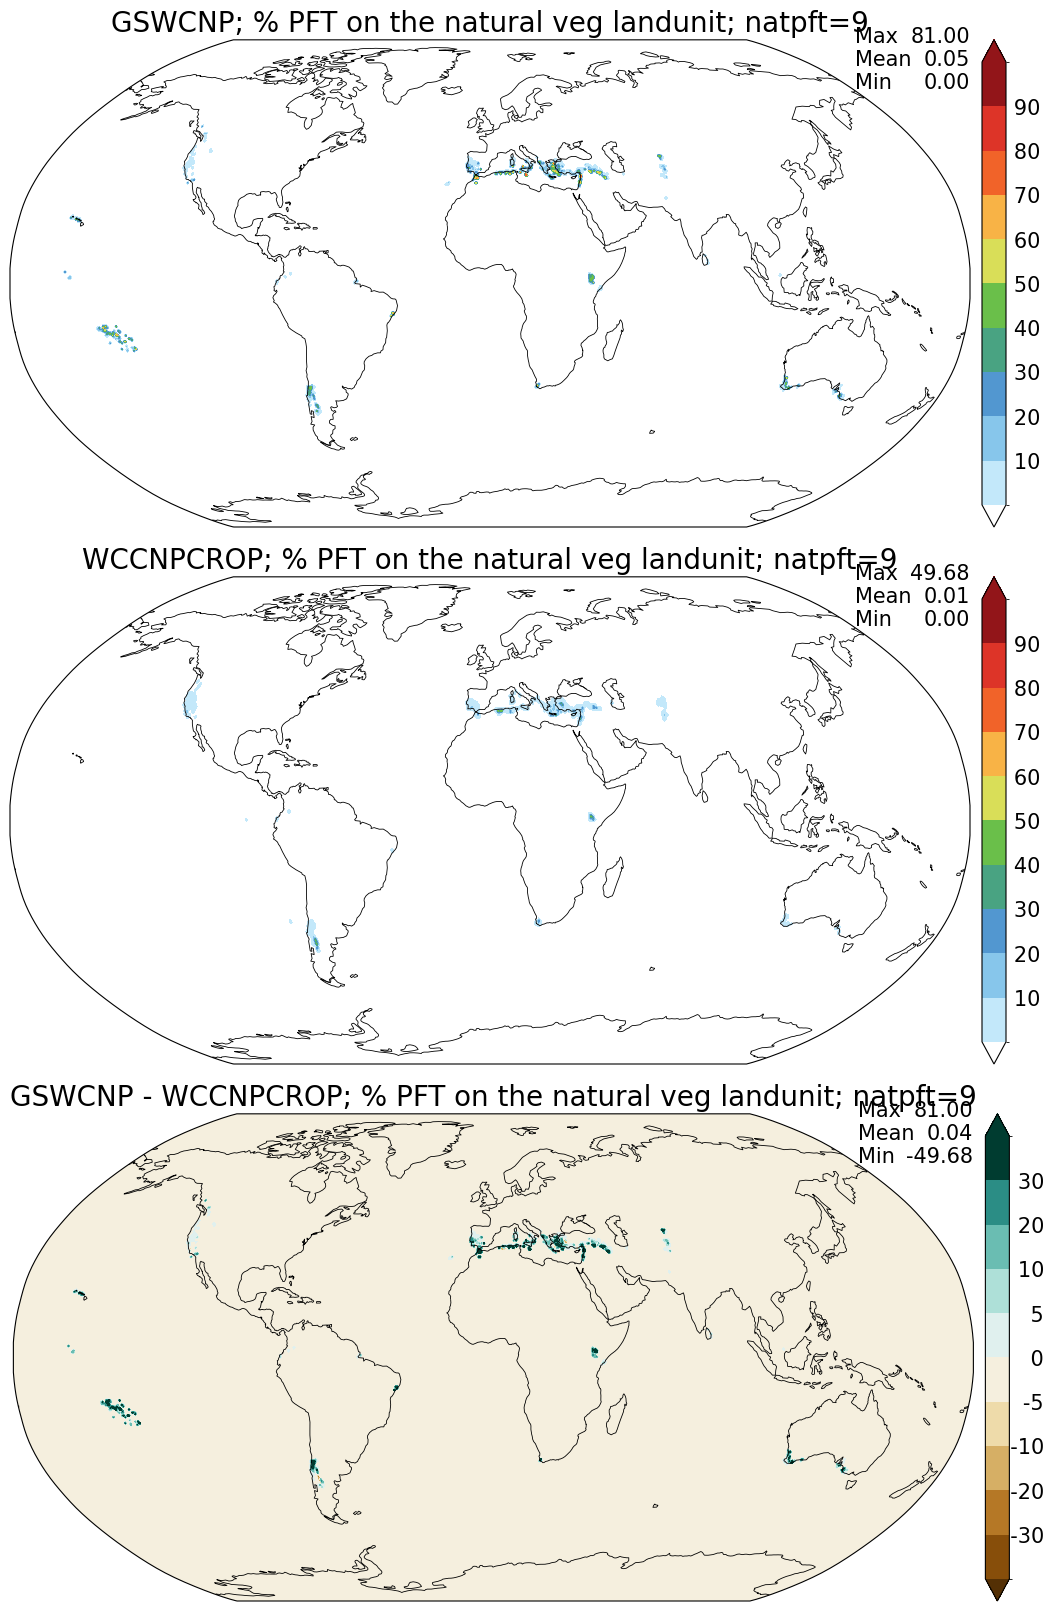 GSWCNP; % PFT on the natural veg landunit; natpft=9
Max 81.00
Mean 0.05
Min 0.00
90
80
70
60
50
40
30
20
10
WCCNPCROP; % PFT on the natural veg landunit; natpft=9
Max 49.68
Mean 0.01
Min 0.00
90
80
70
60
50
40
30
20
10
GSWCNP - WCCNPCROP; % PFT on the natural veg landunit; natpft=9
Max 81.00
Mean 0.04
Min -49.68
30
20
10
5
0
-5
-10
-20
-30